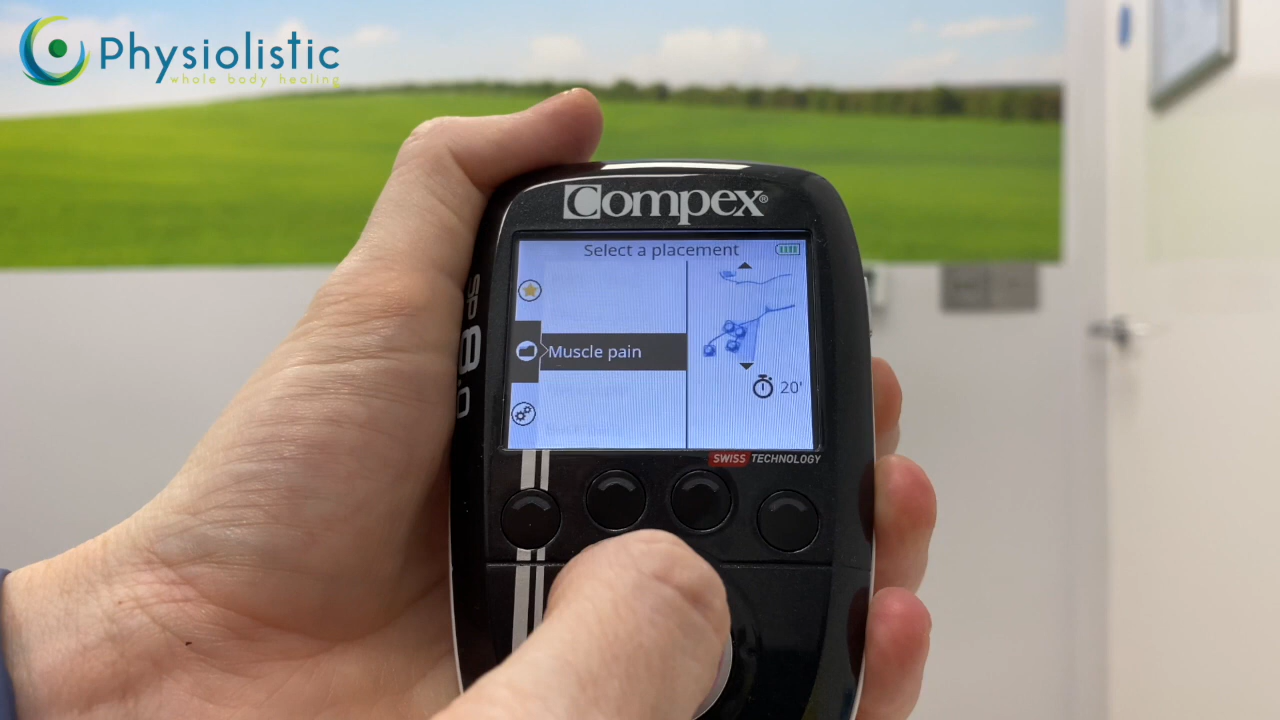 Physiolistic
whole body healing
Compex®
Select a placement
Muscle pain
20'
SP 8.0
SWISS TECHNOLOGY